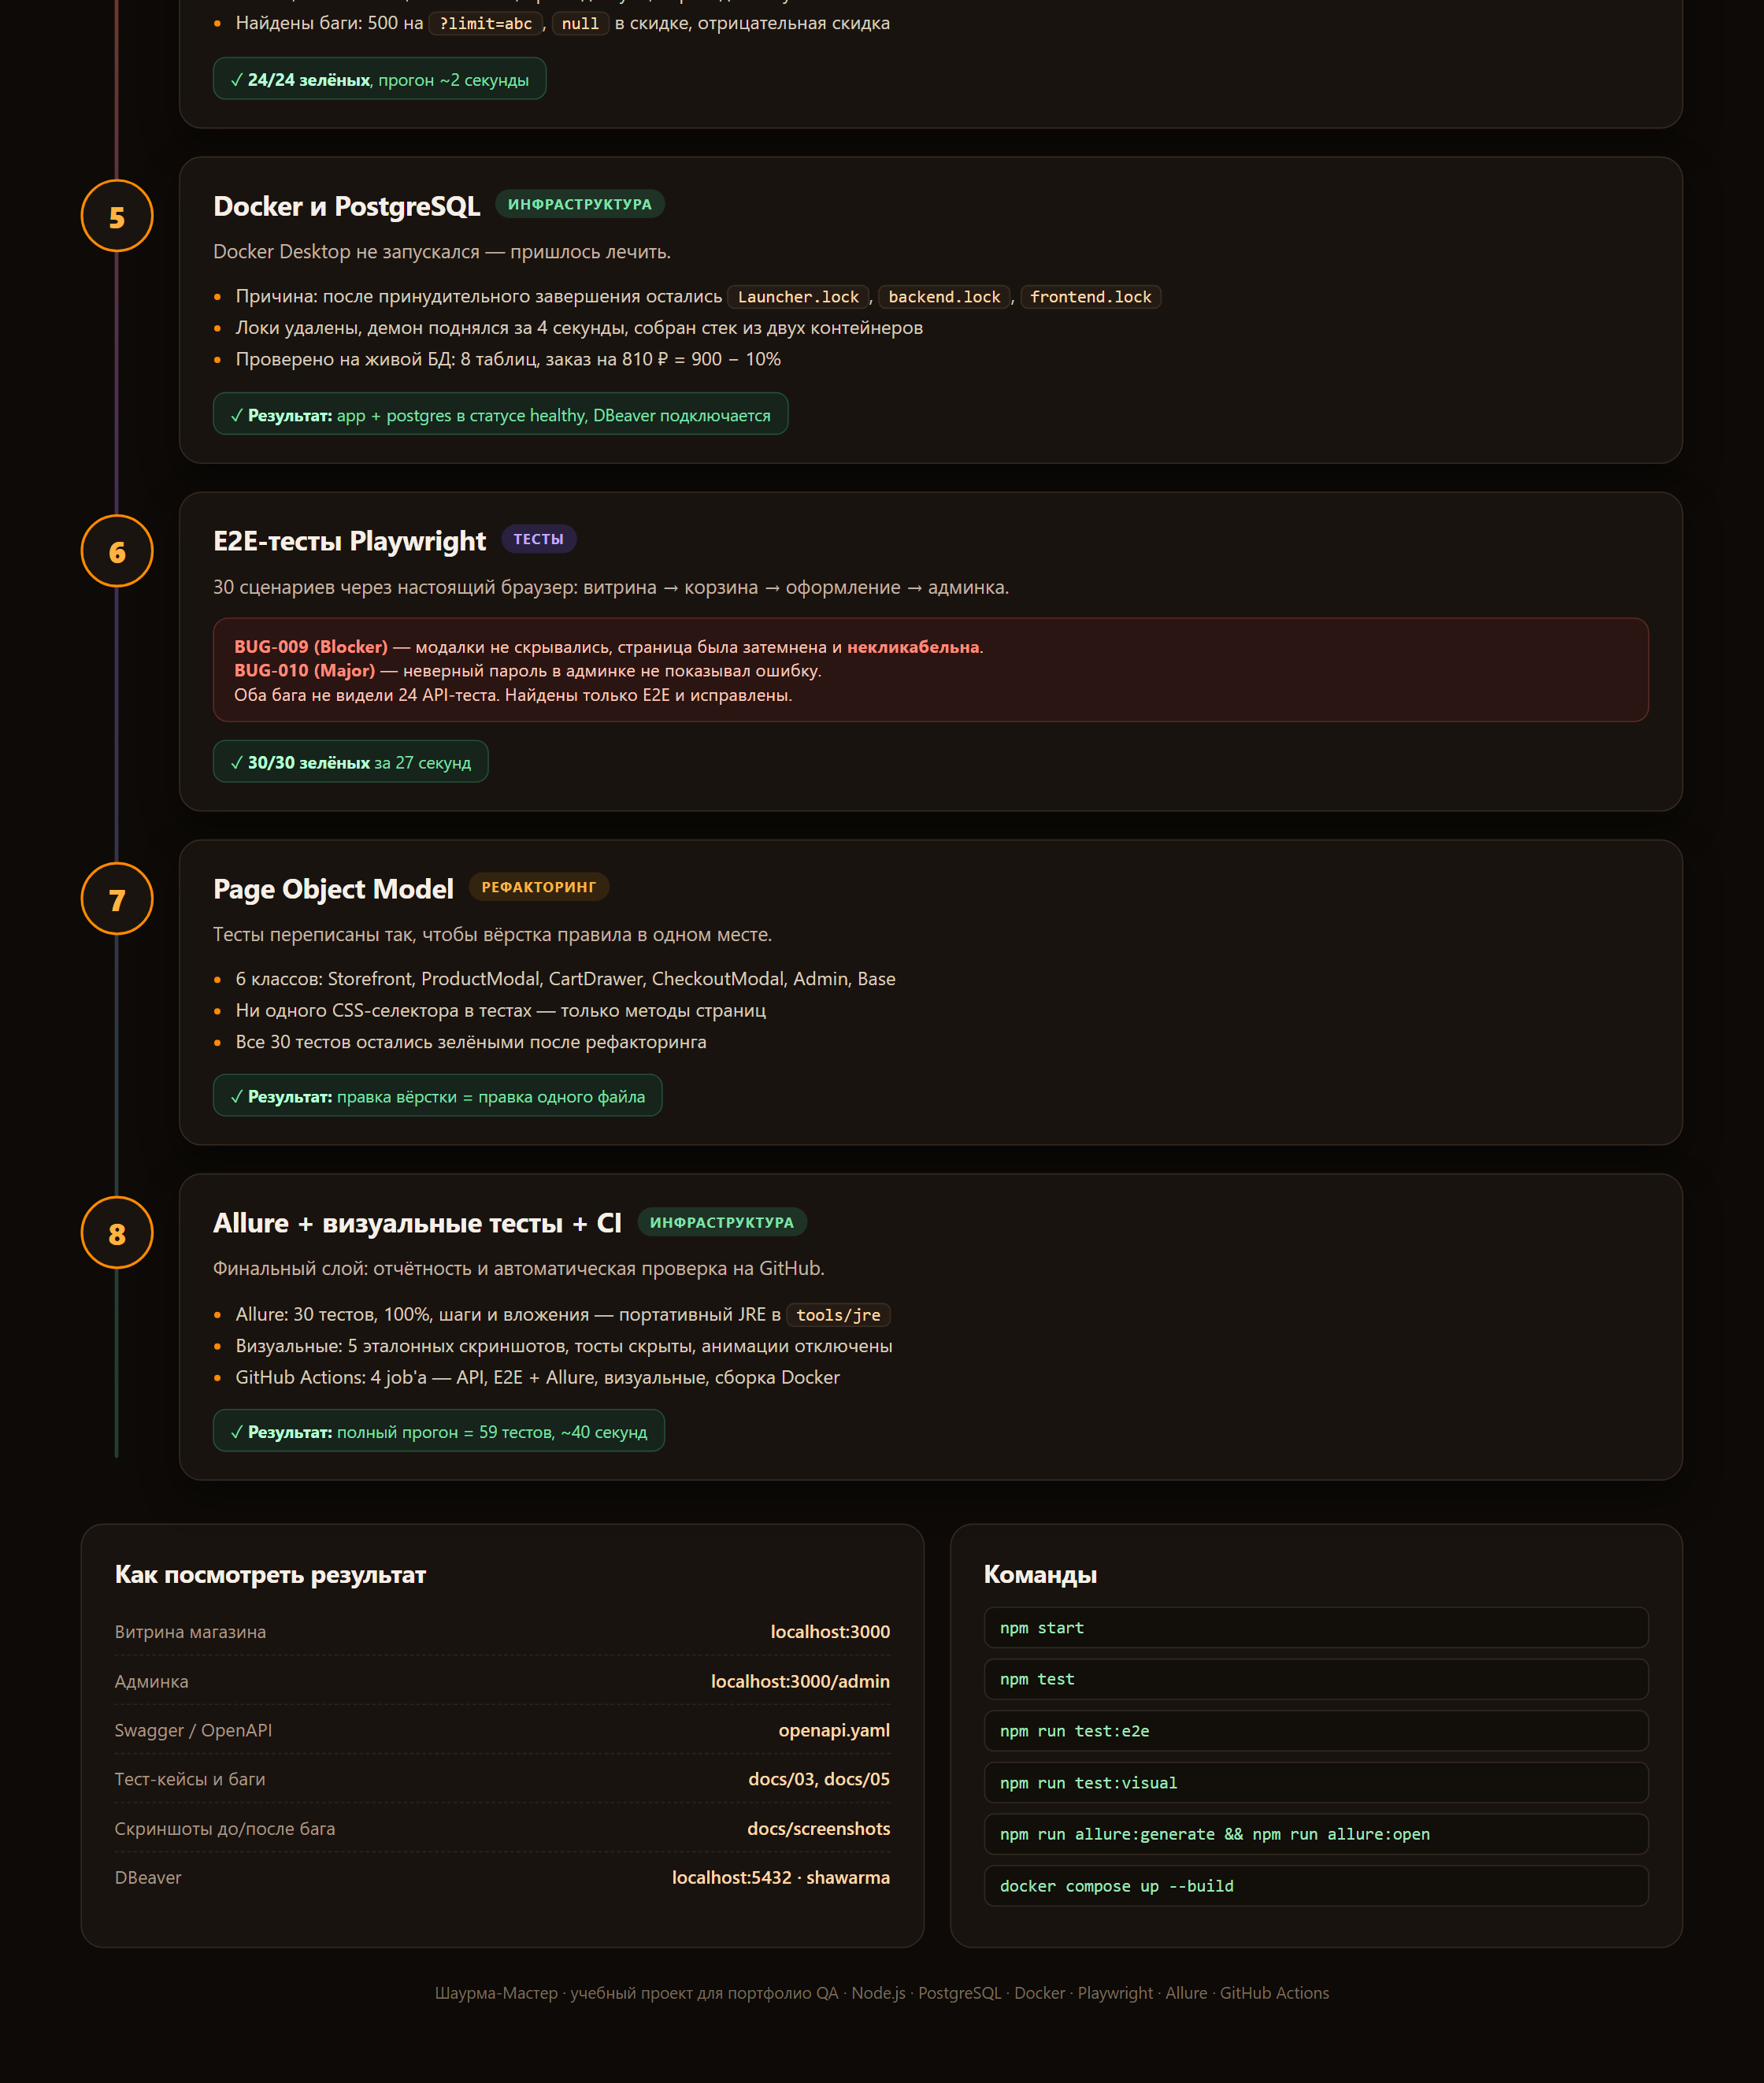 Найдены баги: 500 на ?limit=abc, null в скидке, отрицательная скидка
✓ 24/24 зелёных, прогон ~2 секунды
5
Docker и PostgreSQL ИНФРАСТРУКТУРА
Docker Desktop не запускался — пришлось лечить.
Причина: после принудительного завершения остались Launcher.lock, backend.lock, frontend.lock
Локи удалены, демон поднялся за 4 секунды, собран стек из двух контейнеров
Проверено на живой БД: 8 таблиц, заказ на 810 ₽ = 900 − 10%
✓ Результат: app + postgres в статусе healthy, DBeaver подключается
6
E2E-тесты Playwright ТЕСТЫ
30 сценариев через настоящий браузер: витрина → корзина → оформление → админка.
BUG-009 (Blocker) — модалки не скрывались, страница была затемнена и некликабельна.
BUG-010 (Major) — неверный пароль в админке не показывал ошибку.
Оба бага не видели 24 API-теста. Найдены только E2E и исправлены.
✓ 30/30 зелёных за 27 секунд
7
Page Object Model РЕФАКТОРИНГ
Тесты переписаны так, чтобы вёрстка правила в одном месте.
6 классов: Storefront, ProductModal, CartDrawer, CheckoutModal, Admin, Base
Ни одного CSS-селектора в тестах — только методы страниц
Все 30 тестов остались зелёными после рефакторинга
✓ Результат: правка вёрстки = правка одного файла
8
Allure + визуальные тесты + CI ИНФРАСТРУКТУРА
Финальный слой: отчётность и автоматическая проверка на GitHub.
Allure: 30 тестов, 100%, шаги и вложения — портативный JRE в tools/jre
Визуальные: 5 эталонных скриншотов, тосты скрыты, анимации отключены
GitHub Actions: 4 job'а — API, E2E + Allure, визуальные, сборка Docker
✓ Результат: полный прогон = 59 тестов, ~40 секунд
Как посмотреть результат
Витрина магазина localhost:3000
Админка localhost:3000/admin
Swagger / OpenAPI openapi.yaml
Тест-кейсы и баги docs/03, docs/05
Скриншоты до/после бага docs/screenshots
DBeaver localhost:5432 · shawarma
Команды
npm start
npm test
npm run test:e2e
npm run test:visual
npm run allure:generate && npm run allure:open
docker compose up --build
Шаурма-Мастер · учебный проект для портфолио QA · Node.js · PostgreSQL · Docker · Playwright · Allure · GitHub Actions